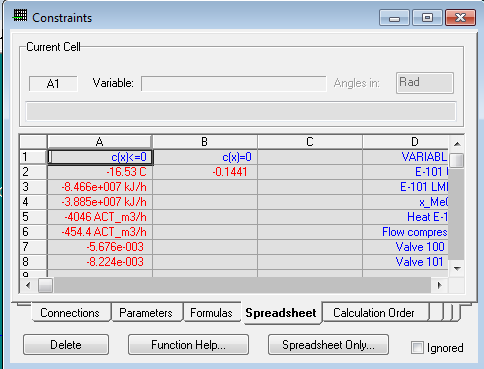 Constraints
Current Cell
A1 Variable: Angles in: Rad
A B C D
1 c(x)<=0 c(x)=0 VARIABL
2 -16.53 C -0.1441 E-101
3 -8.466e+007 kJ/h E-101 LM
4 -3.885e+007 kJ/h
5 -4046 ACT_m3/h Heat E-1
6 -454.4 ACT_m3/h Flow compres
7 -5.676e-003 Valve 100
8 -8.224e-003 Valve 101
9
Connections Parameters Formulas Spreadsheet Calculation Order
Delete Function Help... Spreadsheet Only... Ignored